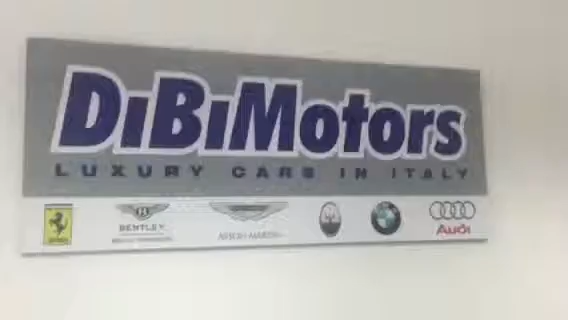 DiBiMotors
LUXURY CARS IN ITALY
BENTLEY
ASTON MARTIN
Audi